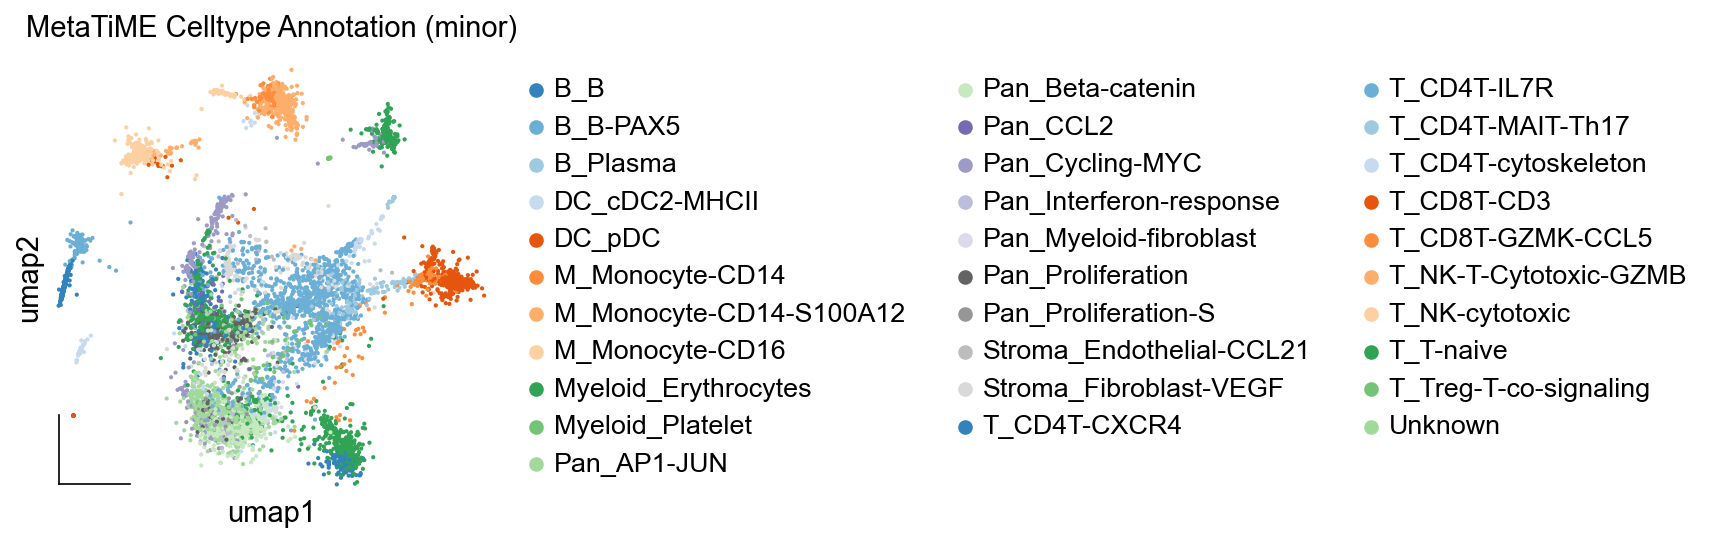 MetaTiME Celltype Annotation (minor)
B_B
B_B-PAX5
B_Plasma
DC_cDC2-MHCII
DC_pDC
M_Monocyte-CD14
M_Monocyte-CD14-S100A12
M_Monocyte-CD16
Myeloid_Erythrocytes
Myeloid_Platelet
Pan_AP1-JUN
Pan_Beta-catenin
Pan_CCL2
Pan_Cycling-MYC
Pan_Interferon-response
Pan_Myeloid-fibroblast
Pan_Proliferation
Pan_Proliferation-S
Stroma_Endothelial-CCL21
Stroma_Fibroblast-VEGF
T_CD4T-CXCR4
T_CD4T-IL7R
T_CD4T-MAIT-Th17
T_CD4T-cytoskeleton
T_CD8T-CD3
T_CD8T-GZMK-CCL5
T_NK-T-Cytotoxic-GZMB
T_NK-cytotoxic
T_T-naive
T_Treg-T-co-signaling
Unknown
umap2
umap1